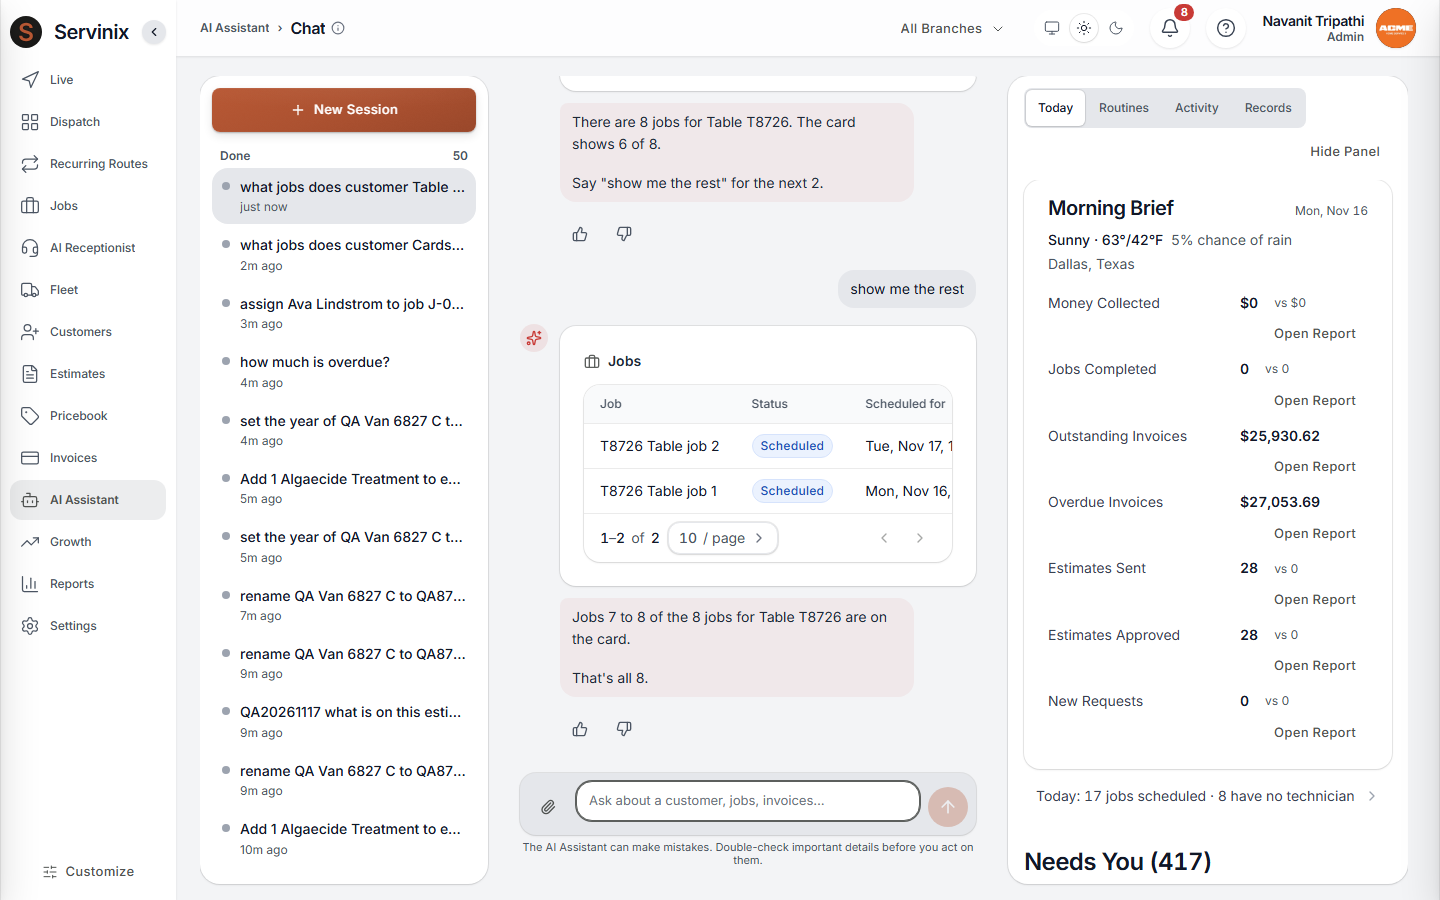 S Servinix
Live
Dispatch
Recurring Routes
Jobs
AI Receptionist
Fleet
Customers
Estimates
Pricebook
Invoices
AI Assistant
Growth
Reports
Settings
Customize
AI Assistant › Chat
All Branches
8
Navanit Tripathi
Admin
ACME
+ New Session
Done 50
what jobs does customer Table ...
just now
what jobs does customer Cards...
2m ago
assign Ava Lindstrom to job J-0...
3m ago
how much is overdue?
4m ago
set the year of QA Van 6827 C t...
4m ago
Add 1 Algaecide Treatment to e...
5m ago
set the year of QA Van 6827 C t...
5m ago
rename QA Van 6827 C to QA87...
7m ago
rename QA Van 6827 C to QA87...
9m ago
QA20261117 what is on this esti...
9m ago
rename QA Van 6827 C to QA87...
9m ago
Add 1 Algaecide Treatment to e...
10m ago
There are 8 jobs for Table T8726. The card
shows 6 of 8.
Say "show me the rest" for the next 2.
show me the rest
Jobs
Job Status Scheduled for
T8726 Table job 2 Scheduled Tue, Nov 17, 1
T8726 Table job 1 Scheduled Mon, Nov 16,
1–2 of 2 10 / page
Jobs 7 to 8 of the 8 jobs for Table T8726 are on
the card.
That's all 8.
Ask about a customer, jobs, invoices...
The AI Assistant can make mistakes. Double-check important details before you act on
them.
Today Routines Activity Records
Hide Panel
Morning Brief Mon, Nov 16
Sunny · 63°/42°F 5% chance of rain
Dallas, Texas
Money Collected $0 vs $0
Open Report
Jobs Completed 0 vs 0
Open Report
Outstanding Invoices $25,930.62
Open Report
Overdue Invoices $27,053.69
Open Report
Estimates Sent 28 vs 0
Open Report
Estimates Approved 28 vs 0
Open Report
New Requests 0 vs 0
Open Report
Today: 17 jobs scheduled · 8 have no technician
Needs You (417)